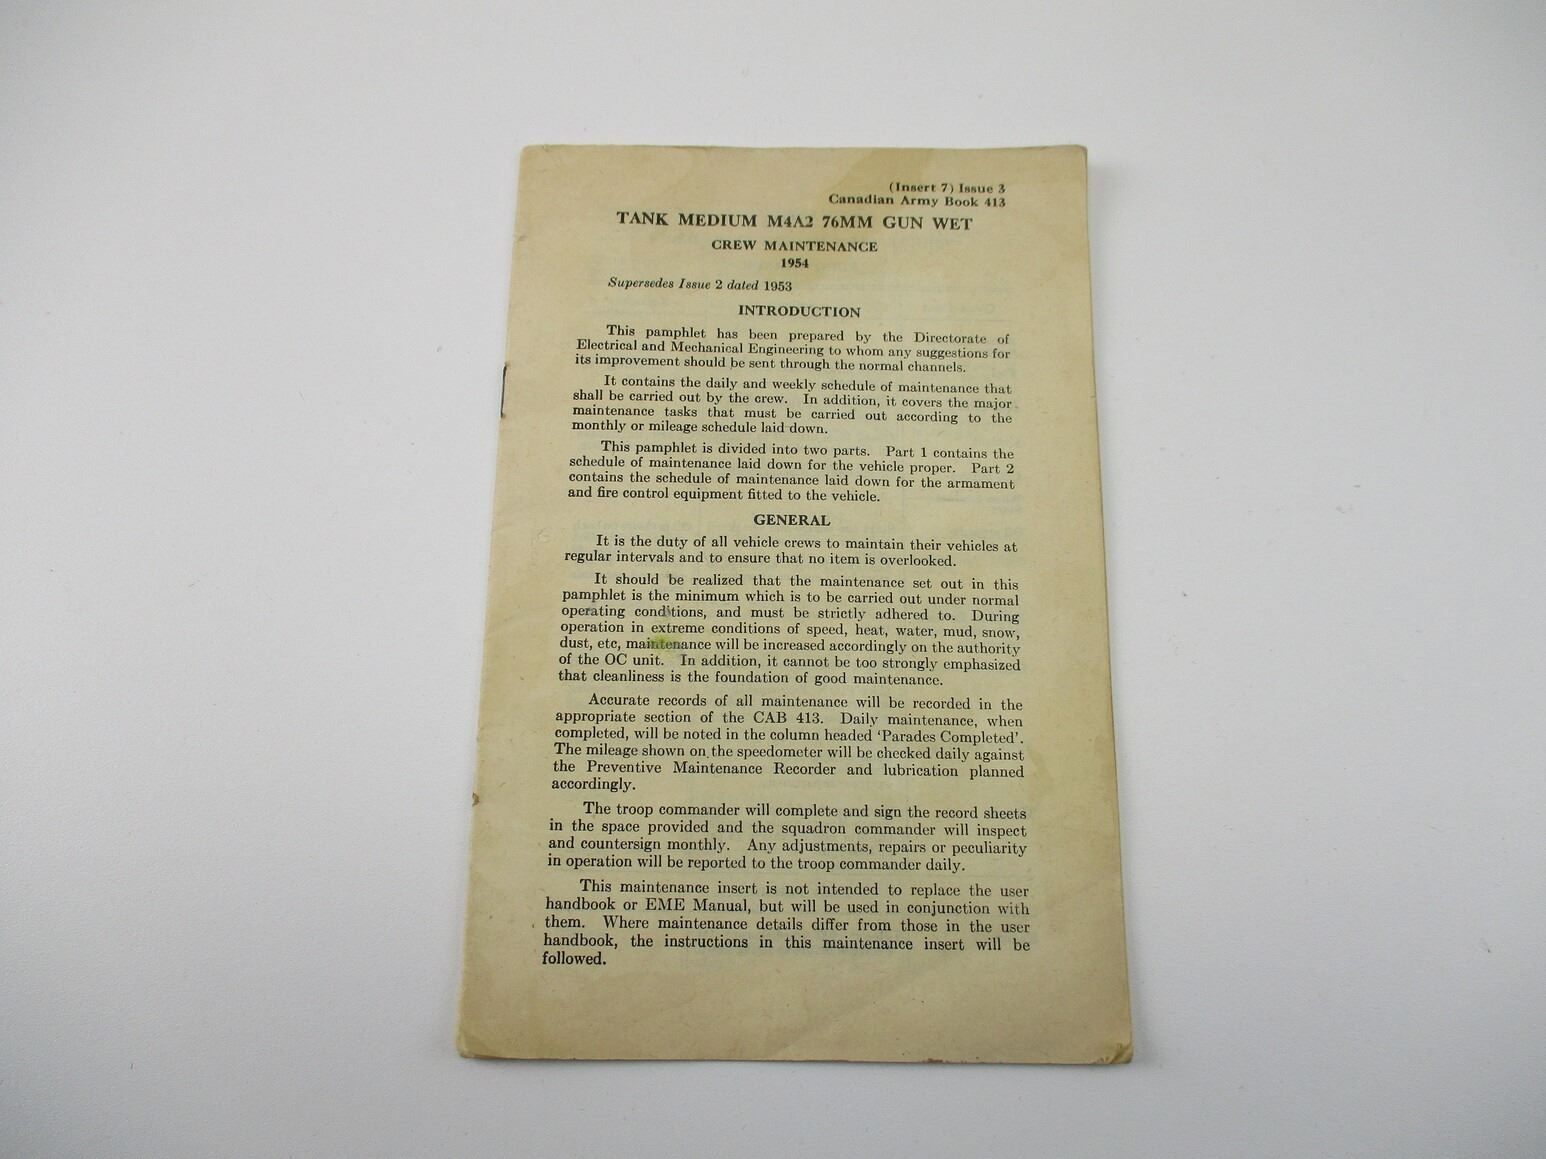 (Insert 7) Issue 3
Canadian Army Book 413
TANK MEDIUM M4A2 76MM GUN WET
CREW MAINTENANCE
1954
Supersedes Issue 2 dated 1953
INTRODUCTION
This pamphlet has been prepared by the Directorate of
Electrical and Mechanical Engineering to whom any suggestions for
its improvement should be sent through the normal channels.
It contains the daily and weekly schedule of maintenance that
shall be carried out by the crew. In addition, it covers the major
maintenance tasks that must be carried out according to the
monthly or mileage schedule laid down.
This pamphlet is divided into two parts. Part 1 contains the
schedule of maintenance laid down for the vehicle proper. Part 2
contains the schedule of maintenance laid down for the armament
and fire control equipment fitted to the vehicle.
GENERAL
It is the duty of all vehicle crews to maintain their vehicles at
regular intervals and to ensure that no item is overlooked.
It should be realized that the maintenance set out in this
pamphlet is the minimum which is to be carried out under normal
operating conditions, and must be strictly adhered to. During
operation in extreme conditions of speed, heat, water, mud, snow,
dust, etc, maintenance will be increased accordingly on the authority
of the OC unit. In addition, it cannot be too strongly emphasized
that cleanliness is the foundation of good maintenance.
Accurate records of all maintenance will be recorded in the
appropriate section of the CAB 413. Daily maintenance, when
completed, will be noted in the column headed 'Parades Completed'.
The mileage shown on the speedometer will be checked daily against
the Preventive Maintenance Recorder and lubrication planned
accordingly.
The troop commander will complete and sign the record sheets
in the space provided and the squadron commander will inspect
and countersign monthly. Any adjustments, repairs or peculiarity
in operation will be reported to the troop commander daily.
This maintenance insert is not intended to replace the user
handbook or EME Manual, but will be used in conjunction with
them. Where maintenance details differ from those in the user
handbook, the instructions in this maintenance insert will be
followed.